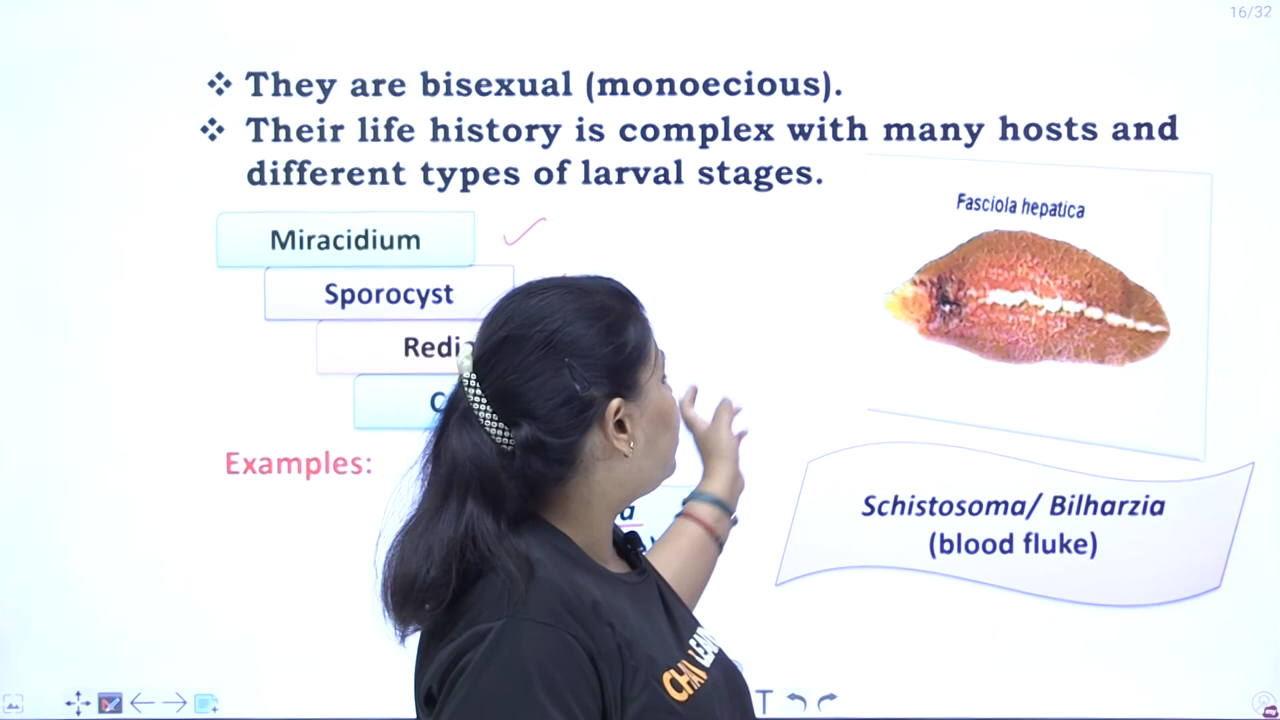 16/32
❖ They are bisexual (monoecious).
❖ Their life history is complex with many hosts and
different types of larval stages.
Fasciola hepatica
Miracidium
Sporocyst
Redi
C
Examples:
a
Schistosoma/ Bilharzia
(blood fluke)
T